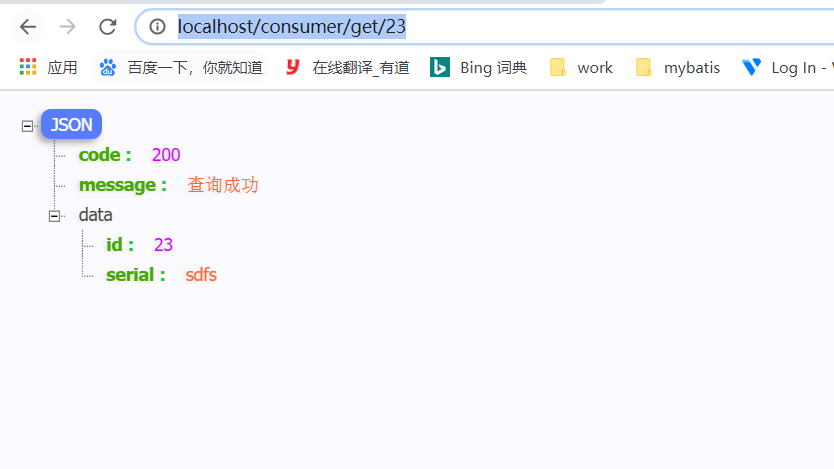 localhost/consumer/get/23
应用 百度一下，你就知道 在线翻译_有道 Bing 词典 work mybatis Log In -
JSON
code : 200
message : 查询成功
data
id : 23
serial : sdfs